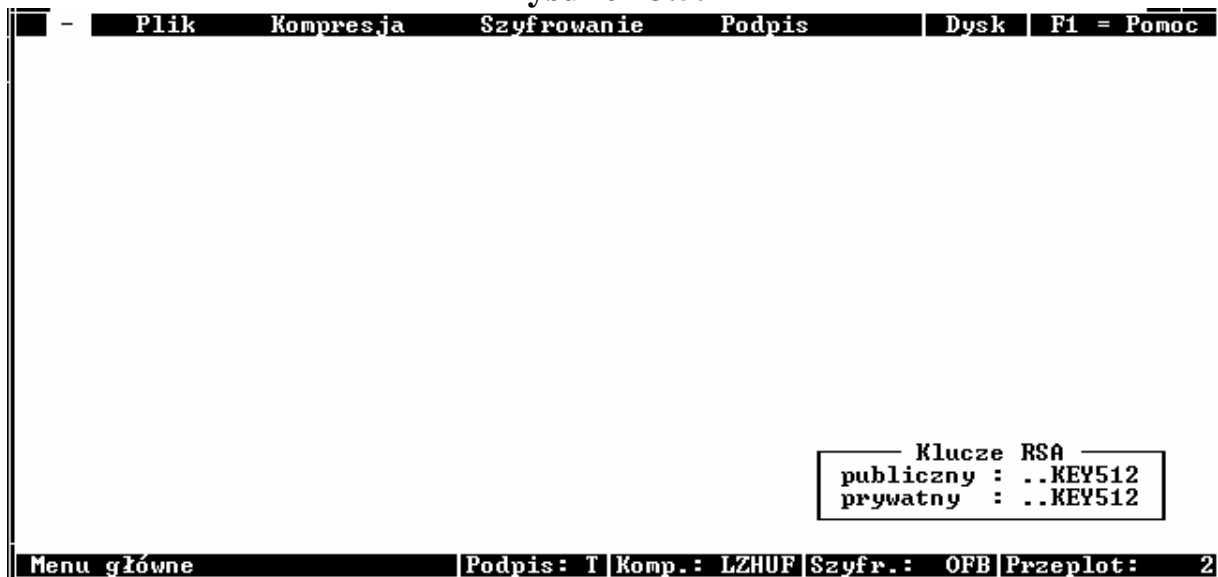 - Plik Kompresja Szyfrowanie Podpis | Dysk | F1 = Pomoc
Klucze RSA
publiczny : ..KEY512
prywatny : ..KEY512
Menu główne |Podpis: T|Komp.: LZHUF|Szyfr.: OFB|Przeplot: 2